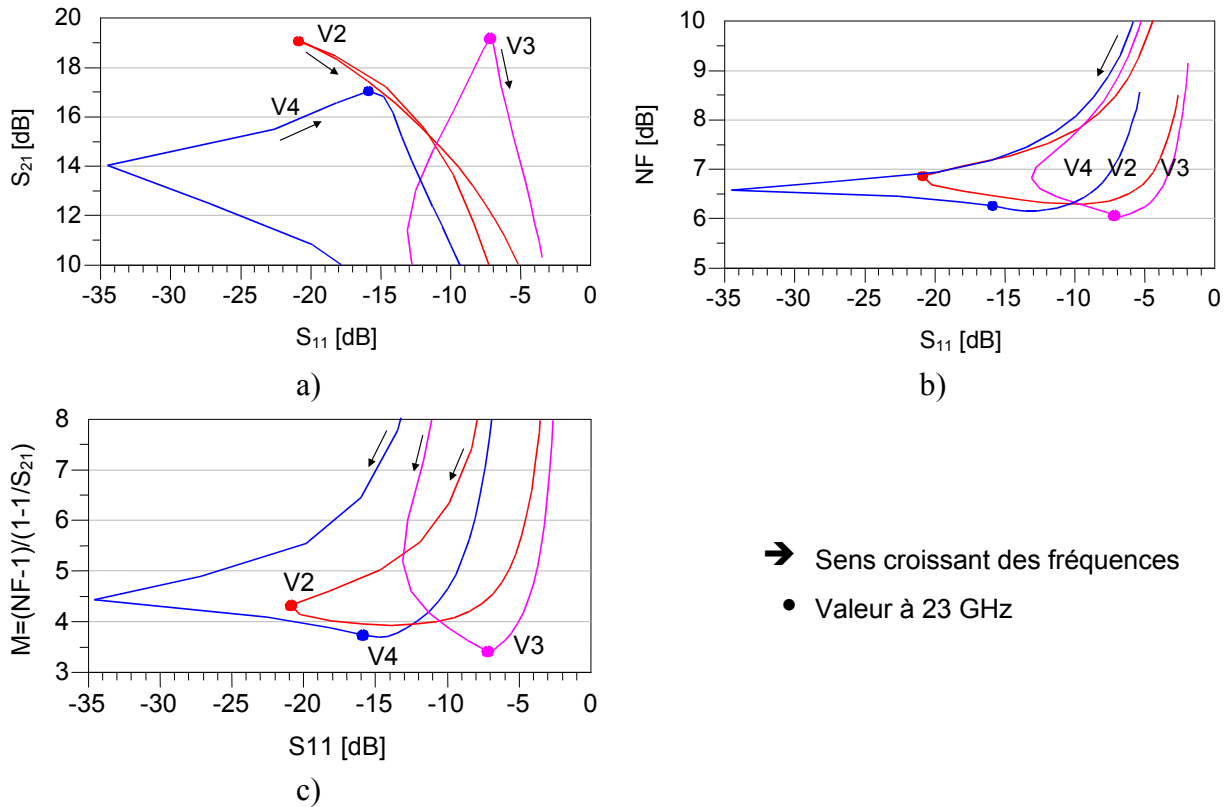 20
18
16
14
12
10
S₂₁ [dB]
V2
V3
V4
-35 -30 -25 -20 -15 -10 -5 0
S₁₁ [dB]
a)
10
9
8
7
6
5
NF [dB]
V4 V2 V3
-35 -30 -25 -20 -15 -10 -5 0
S₁₁ [dB]
b)
8
7
6
5
4
3
M=(NF-1)/(1-1/S₂₁)
V2
V4
V3
-35 -30 -25 -20 -15 -10 -5 0
S11 [dB]
c)
➔ Sens croissant des fréquences
• Valeur à 23 GHz